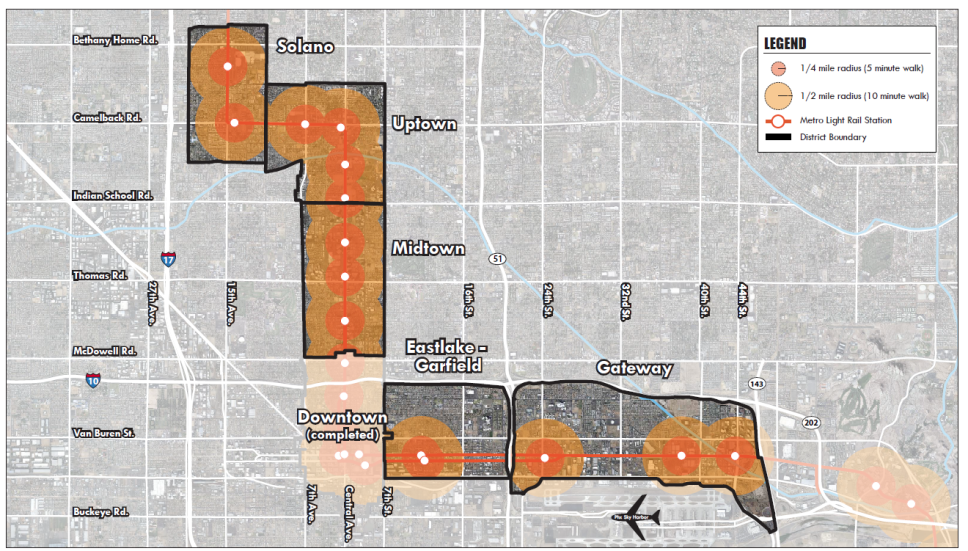 Bethany Home Rd.
Solano
LEGEND
1/4 mile radius (5 minute walk)
1/2 mile radius (10 minute walk)
Metro Light Rail Station
District Boundary
Camelback Rd.
Uptown
Indian School Rd.
Midtown
17
51
Thomas Rd.
27th Ave.
15th Ave.
16th St.
24th St.
32nd St.
40th St.
44th St.
McDowell Rd.
Eastlake -
Garfield
Gateway
10
143
Downtown
(completed)
202
Van Buren St.
7th Ave.
Central Ave.
7th St.
Buckeye Rd.
Phx Sky Harbor